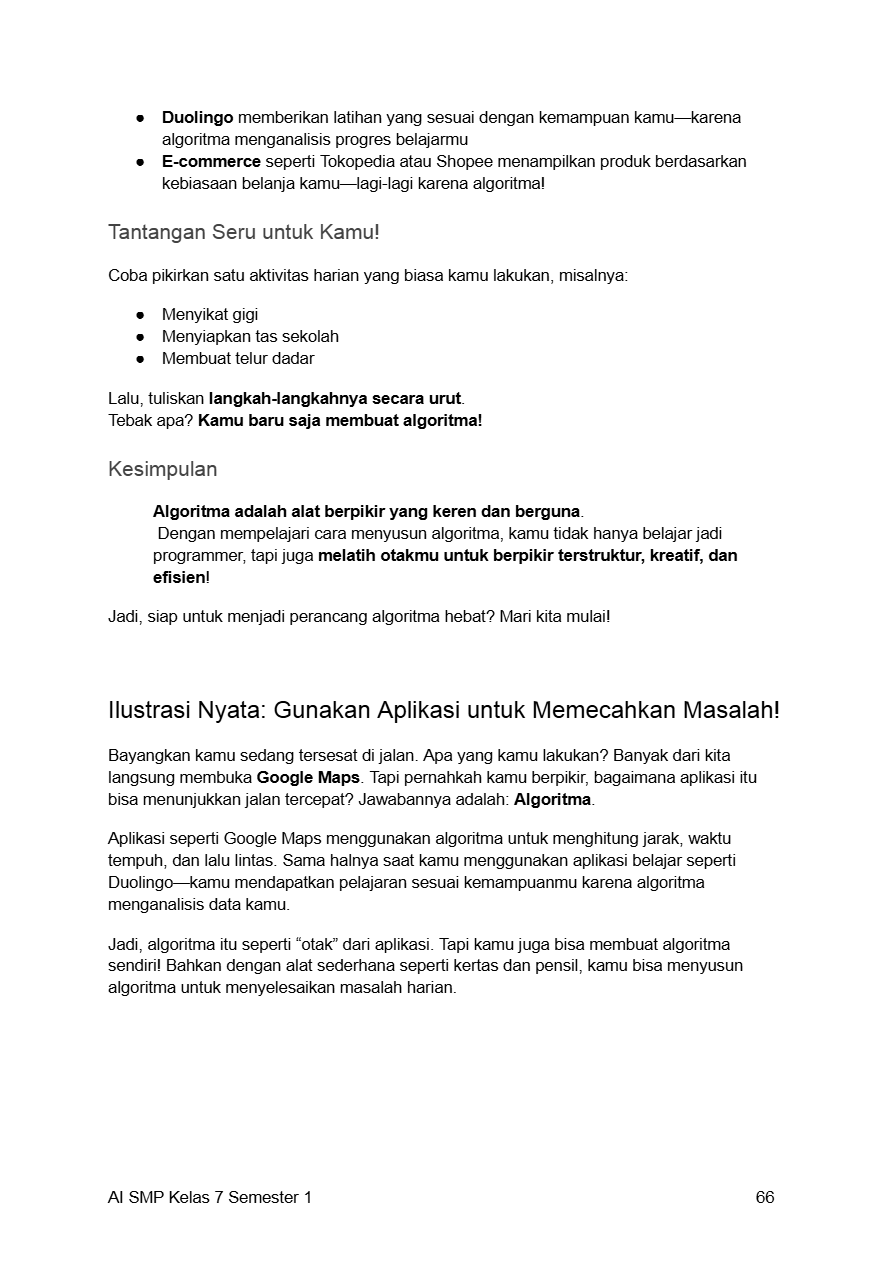 ● Duolingo memberikan latihan yang sesuai dengan kemampuan kamu—karena
algoritma menganalisis progres belajarmu
● E-commerce seperti Tokopedia atau Shopee menampilkan produk berdasarkan
kebiasaan belanja kamu—lagi-lagi karena algoritma!
Tantangan Seru untuk Kamu!
Coba pikirkan satu aktivitas harian yang biasa kamu lakukan, misalnya:
● Menyikat gigi
● Menyiapkan tas sekolah
● Membuat telur dadar
Lalu, tuliskan langkah-langkahnya secara urut.
Tebak apa? Kamu baru saja membuat algoritma!
Kesimpulan
Algoritma adalah alat berpikir yang keren dan berguna.
Dengan mempelajari cara menyusun algoritma, kamu tidak hanya belajar jadi
programmer, tapi juga melatih otakmu untuk berpikir terstruktur, kreatif, dan
efisien!
Jadi, siap untuk menjadi perancang algoritma hebat? Mari kita mulai!
Ilustrasi Nyata: Gunakan Aplikasi untuk Memecahkan Masalah!
Bayangkan kamu sedang tersesat di jalan. Apa yang kamu lakukan? Banyak dari kita
langsung membuka Google Maps. Tapi pernahkah kamu berpikir, bagaimana aplikasi itu
bisa menunjukkan jalan tercepat? Jawabannya adalah: Algoritma.
Aplikasi seperti Google Maps menggunakan algoritma untuk menghitung jarak, waktu
tempuh, dan lalu lintas. Sama halnya saat kamu menggunakan aplikasi belajar seperti
Duolingo—kamu mendapatkan pelajaran sesuai kemampuanmu karena algoritma
menganalisis data kamu.
Jadi, algoritma itu seperti “otak” dari aplikasi. Tapi kamu juga bisa membuat algoritma
sendiri! Bahkan dengan alat sederhana seperti kertas dan pensil, kamu bisa menyusun
algoritma untuk menyelesaikan masalah harian.
AI SMP Kelas 7 Semester 1 66